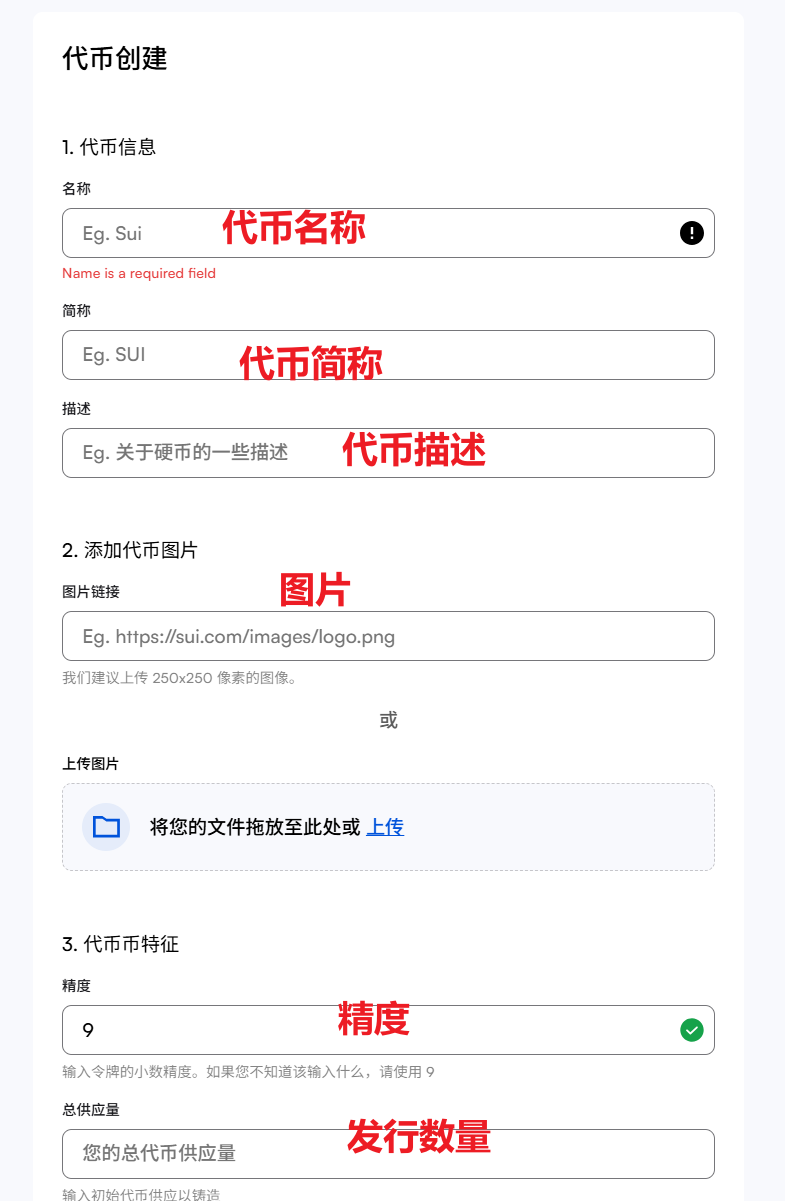 代币创建
1. 代币信息
名称
Eg. Sui
代币名称
Name is a required field
简称
Eg. SUI
代币简称
描述
Eg. 关于硬币的一些描述
代币描述
2. 添加代币图片
图片链接
图片
Eg. https://sui.com/images/logo.png
我们建议上传 250x250 像素的图像。
或
上传图片
将您的文件拖放至此处或 上传
3. 代币币特征
精度
9
精度
输入令牌的小数精度。如果您不知道该输入什么，请使用 9
总供应量
您的总代币供应量
发行数量
输入初始代币供应以铸造